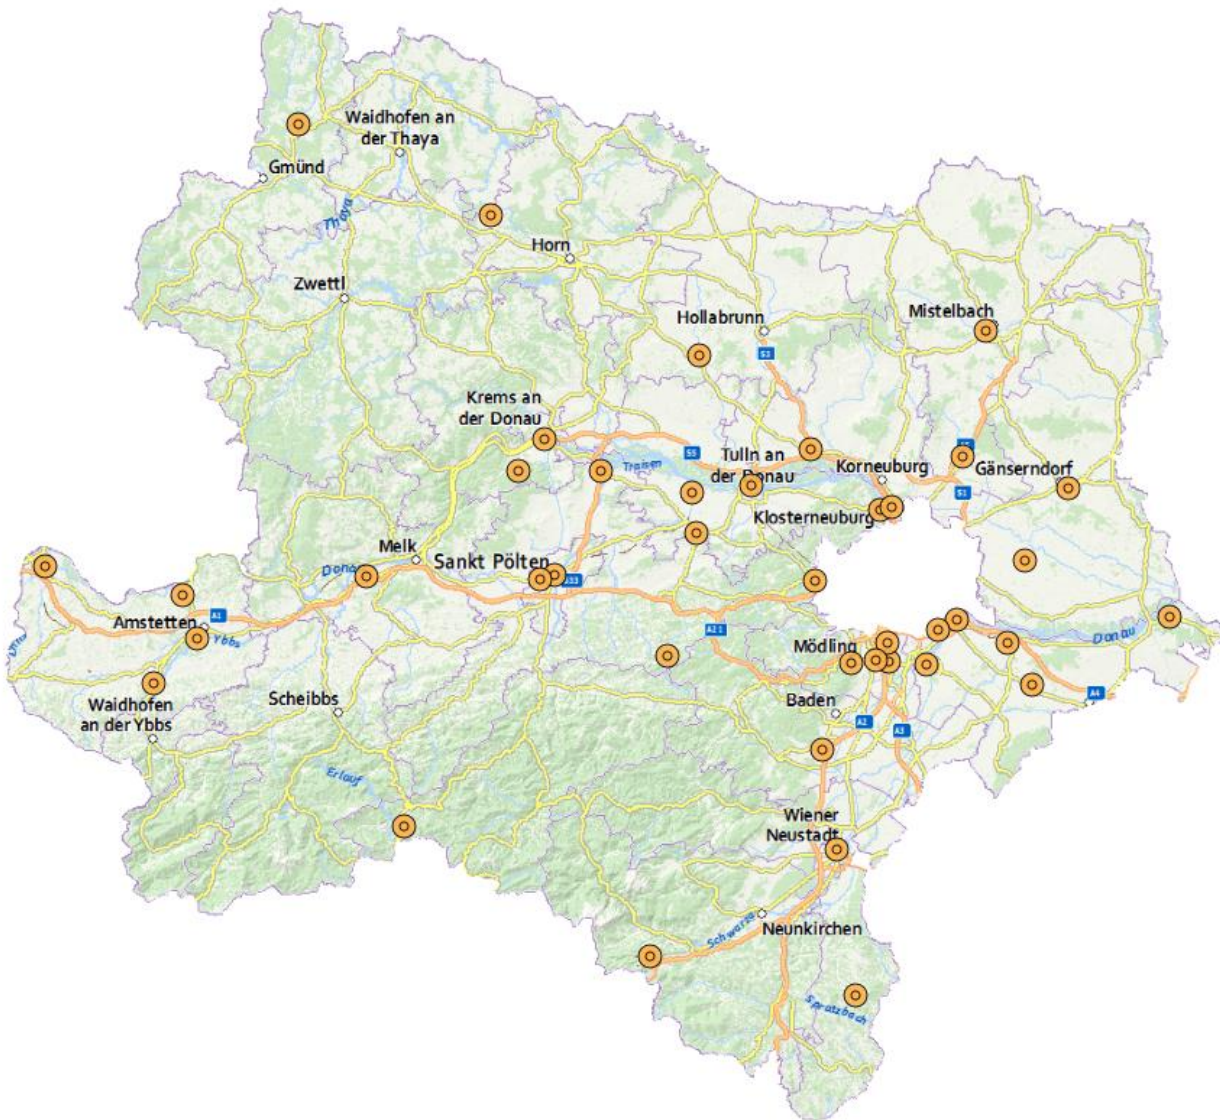 Waidhofen an
der Thaya
Gmünd
Thaya
Horn
Zwettl
Mistelbach
Hollabrunn
S3
Krems an
der Donau
S5
Traisen
Tulln an
der Donau
Korneuburg
Gänserndorf
S1
Klosterneuburg
Melk
Sankt Pölten
Donau
S33
Amstetten
A1
Ybbs
A21
Mödling
Donau
Waidhofen
an der Ybbs
Scheibbs
Baden
A4
A2
A3
Erlauf
Wiener
Neustadt
Schwarza
Neunkirchen
Spratzbach